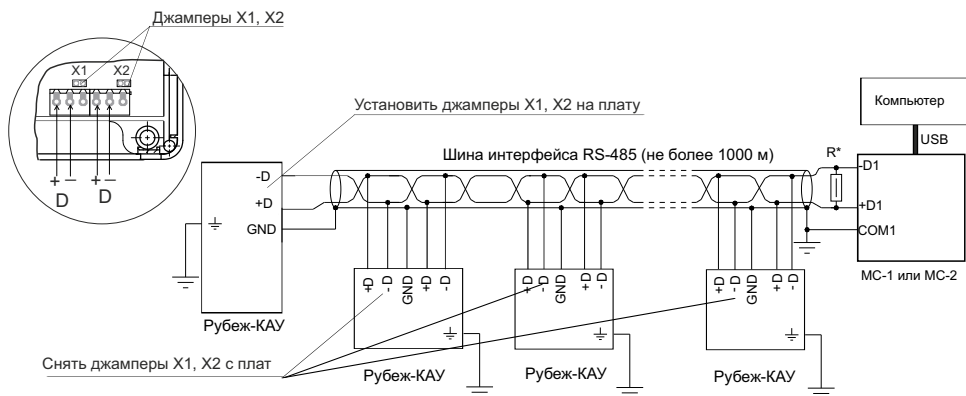 Джамперы X1, X2
X1 X2
+ − + −
D D
Установить джамперы X1, X2 на плату
Компьютер
USB
Шина интерфейса RS-485 (не более 1000 м)
R*
-D1
+D1
COM1
МС-1 или МС-2
-D
+D
GND
Рубеж-КАУ
+D -D GND +D -D
+D -D GND +D -D
+D -D GND +D -D
Снять джамперы X1, X2 с плат
Рубеж-КАУ
Рубеж-КАУ
Рубеж-КАУ